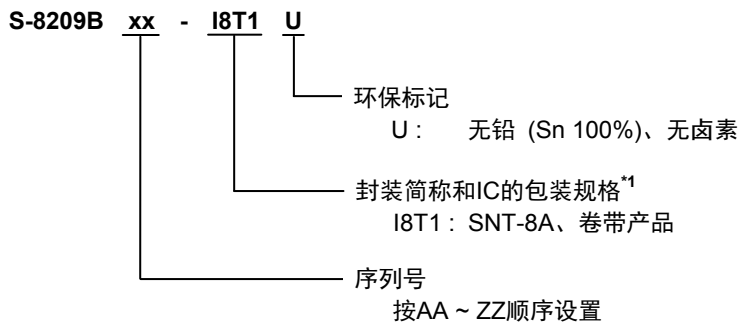 S-8209B xx - I8T1 U
环保标记
U : 无铅 (Sn 100%)、无卤素
封装简称和IC的包装规格*1
I8T1 : SNT-8A、卷带产品
序列号
按AA ~ ZZ顺序设置